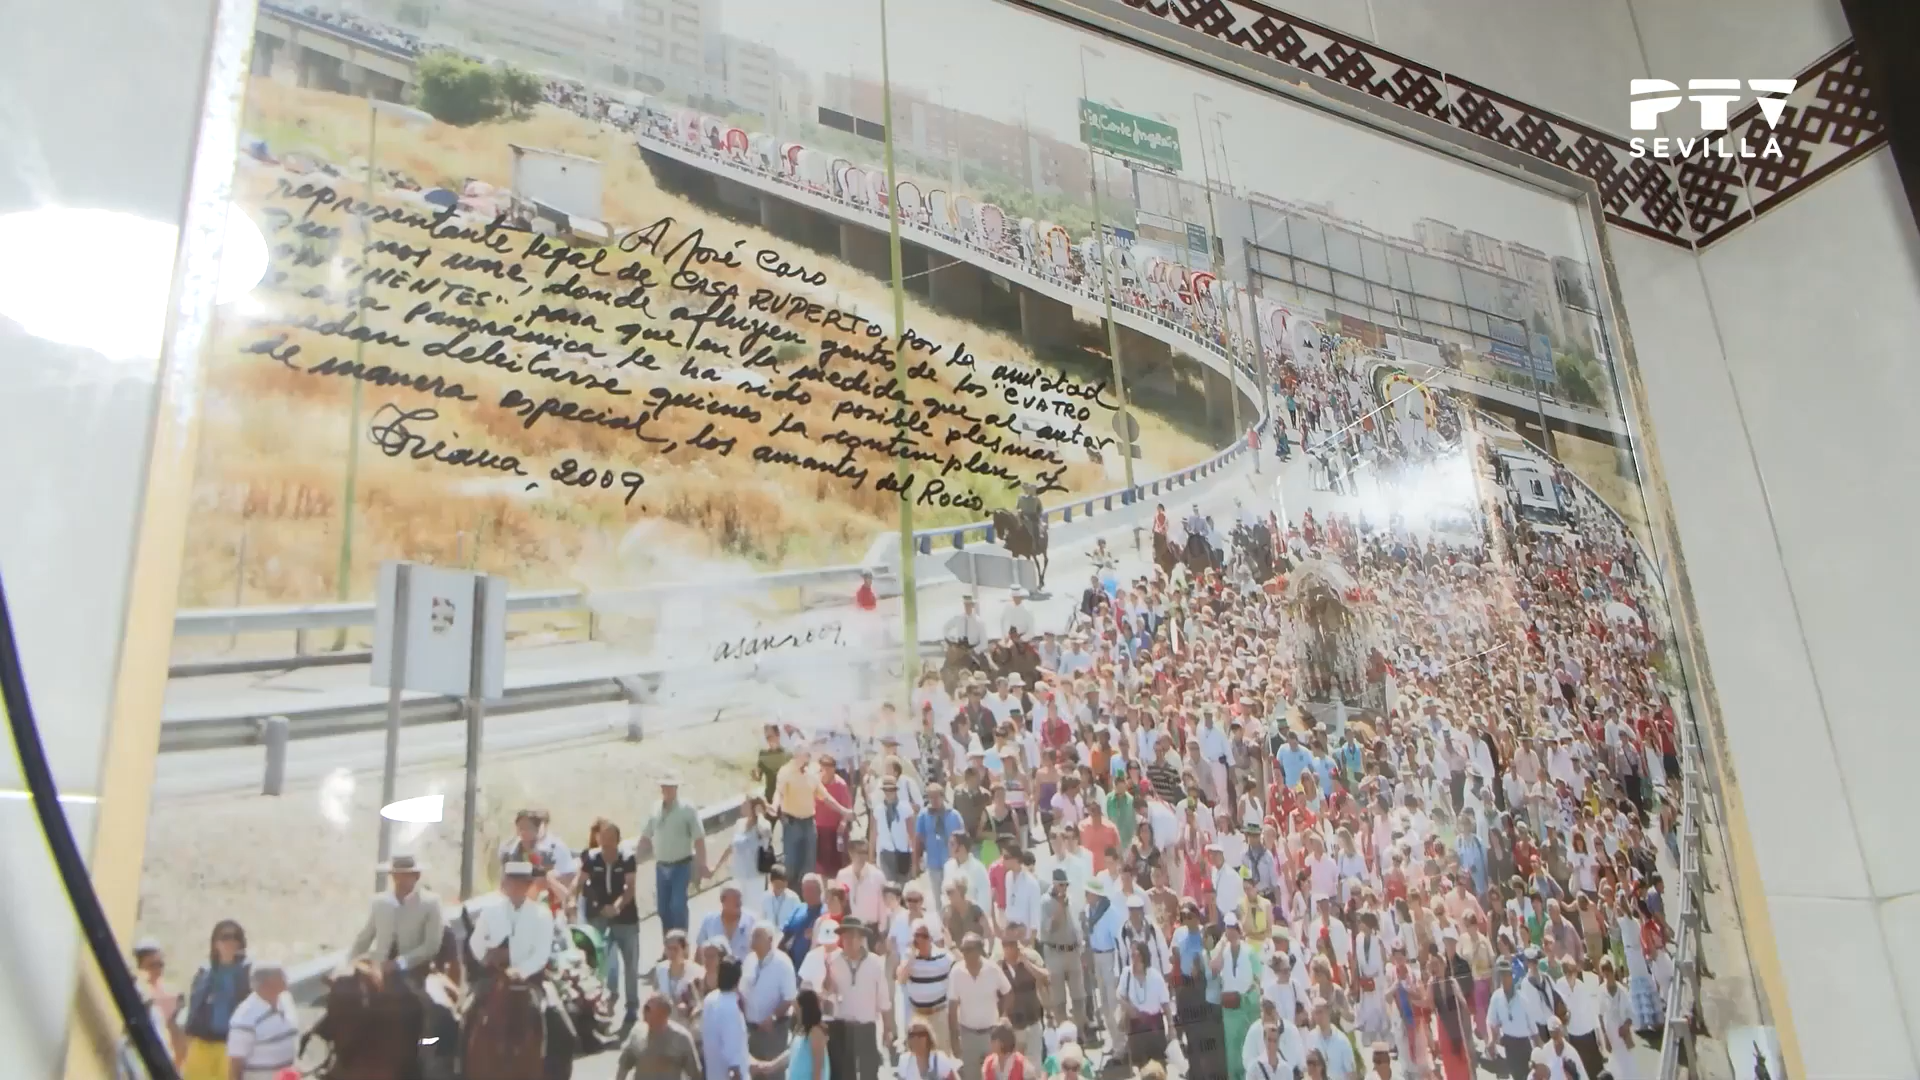 PTV
SEVILLA
El Corte Inglés
A José Caro
representante legal de CASA RUPERTO, por la amistad
que nos une, donde afluyen gentes de los "CUATRO
CONTINENTES", para que en la medida que al autor
esta Panorámica le ha sido posible plasmar,
puedan deleitarse quienes la contemplen, y
de manera especial, los amantes del Rocio.
Triana, 2009.
asán 2009.